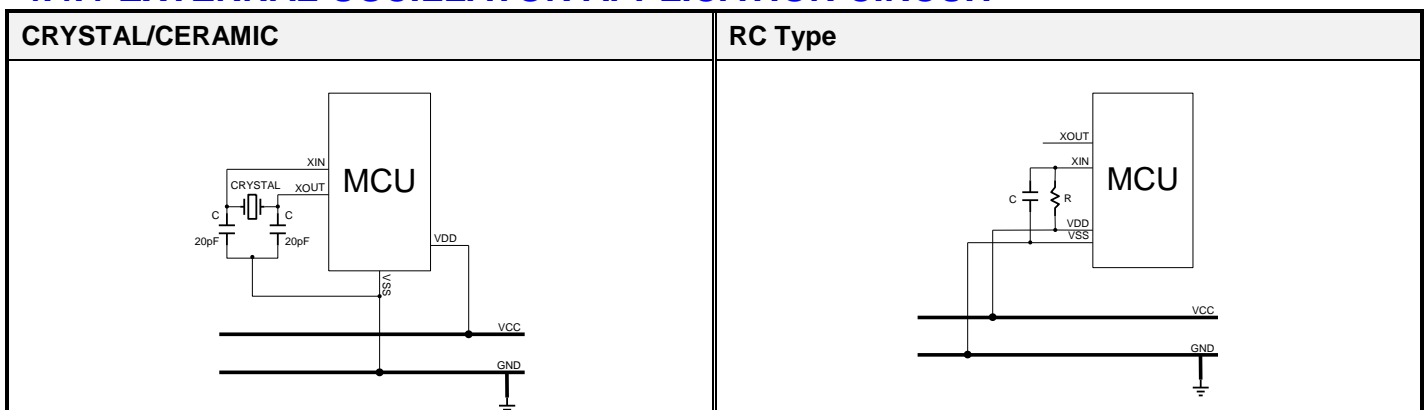 CRYSTAL/CERAMIC
RC Type
XIN
CRYSTAL
XOUT
MCU
C
C
20pF
20pF
VDD
VSS
VCC
GND
XOUT
XIN
MCU
C
R
VDD
VSS
VCC
GND